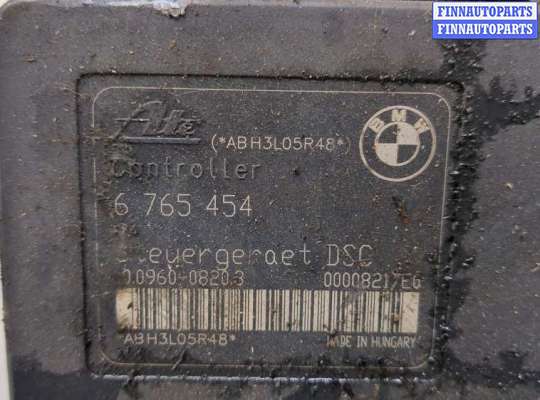 FINNAUTOPARTS
FINNAUTOPARTS
Ate
(*ABH3L05R48*)
BMW
Controller
6 765 454
Steuergeraet DSC
10.0960-0820.3
00008217E6
*ABH3L05R48*
MADE IN HUNGARY